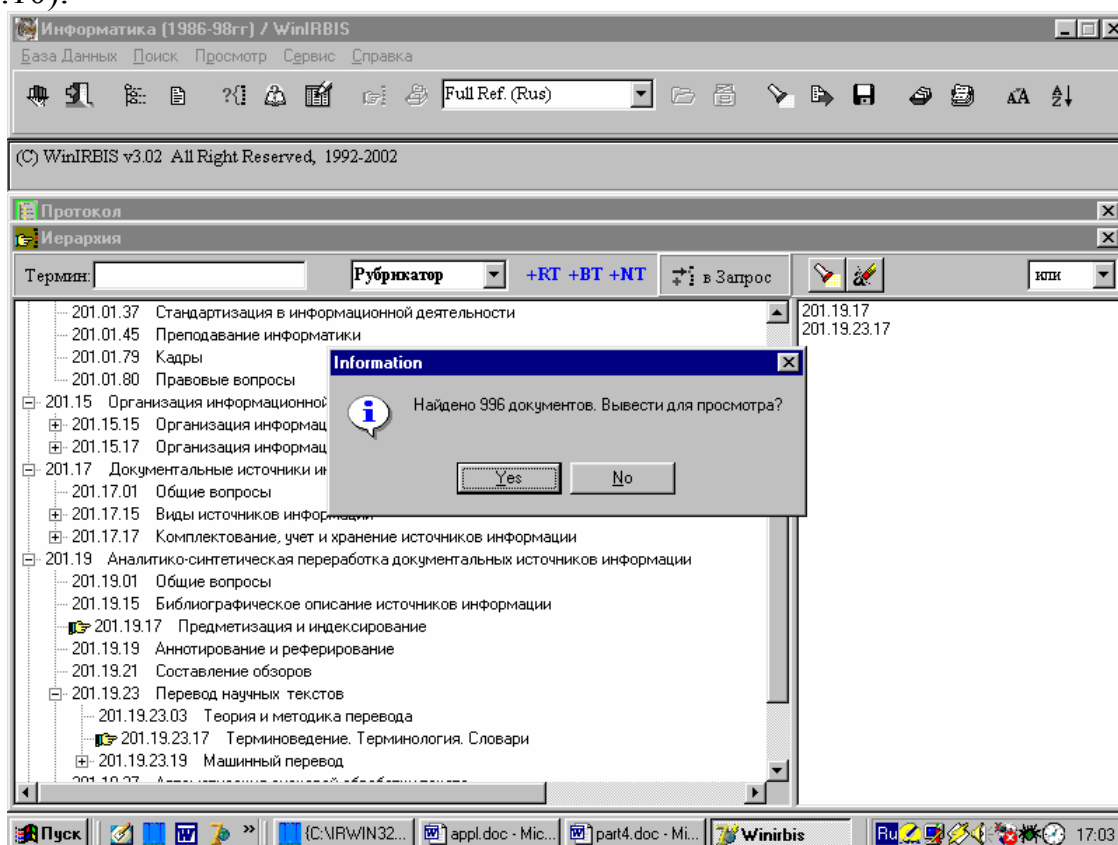 .10).
Информатика (1986-98гг) / WinIRBIS
База Данных Поиск Просмотр Сервис Справка
Full Ref. (Rus)
(C) WinIRBIS v3.02 All Right Reserved, 1992-2002
Протокол
Иерархия
Термин: Рубрикатор +RT +BT +NT в Запрос или
201.01.37 Стандартизация в информационной деятельности
201.01.45 Преподавание информатики
201.01.79 Кадры
201.01.80 Правовые вопросы
201.15 Организация информационной
201.15.15 Организация информац
201.15.17 Организация информац
201.17 Документальные источники ин
201.17.01 Общие вопросы
201.17.15 Виды источников информации
201.17.17 Комплектование, учет и хранение источников информации
201.19 Аналитико-синтетическая переработка документальных источников информации
201.19.01 Общие вопросы
201.19.15 Библиографическое описание источников информации
201.19.17 Предметизация и индексирование
201.19.19 Аннотирование и реферирование
201.19.21 Составление обзоров
201.19.23 Перевод научных текстов
201.19.23.03 Теория и методика перевода
201.19.23.17 Терминоведение. Терминология. Словари
201.19.23.19 Машинный перевод
201.19.17
201.19.23.17
Information
Найдено 996 документов. Вывести для просмотра?
Yes No
Пуск » {C:\IRWIN32... appl.doc - Mic... part4.doc - Mi... Winirbis Ru 17:03